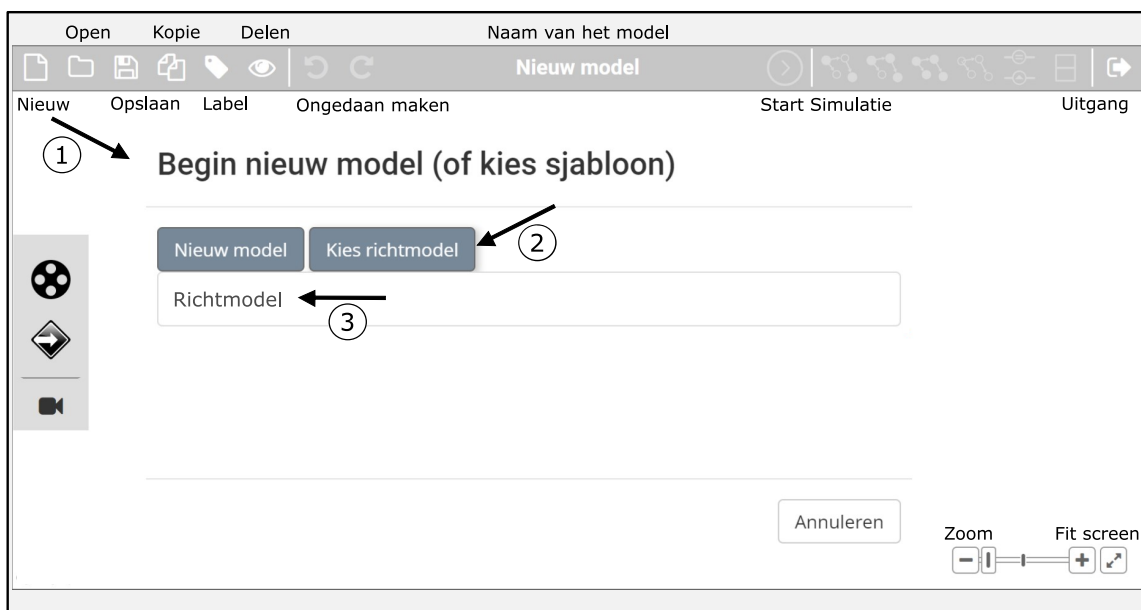 Open Kopie Delen Naam van het model
Nieuw model
Nieuw Opslaan Label Ongedaan maken Start Simulatie Uitgang
1
Begin nieuw model (of kies sjabloon)
Nieuw model Kies richtmodel 2
Richtmodel
3
Annuleren
Zoom Fit screen